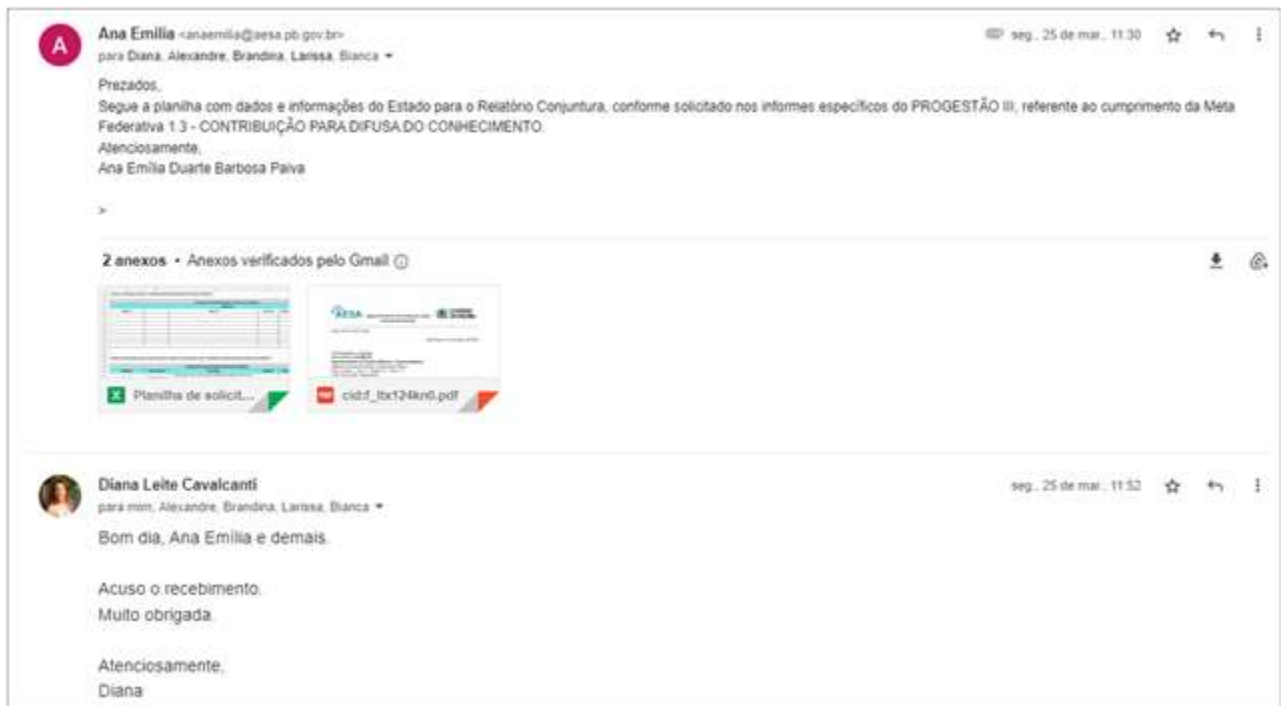 A
Ana Emilia <anaemilia@aesa.pb.gov.br>
seg., 25 de mar., 11:30
para Diana, Alexandre, Brandina, Larissa, Bianca
Prezados,
Segue a planilha com dados e informações do Estado para o Relatório Conjuntura, conforme solicitado nos informes específicos do PROGESTÃO III, referente ao cumprimento da Meta
Federativa 1.3 - CONTRIBUIÇÃO PARA DIFUSA DO CONHECIMENTO.
Atenciosamente,
Ana Emília Duarte Barbosa Paiva
>
2 anexos • Anexos verificados pelo Gmail
AESA
X Planilha de solicit...
PDF cid:f_ltx124kn0.pdf
Diana Leite Cavalcanti
seg., 25 de mar., 11:52
para mim, Alexandre, Brandina, Larissa, Bianca
Bom dia, Ana Emília e demais.
Acuso o recebimento.
Muito obrigada.
Atenciosamente,
Diana